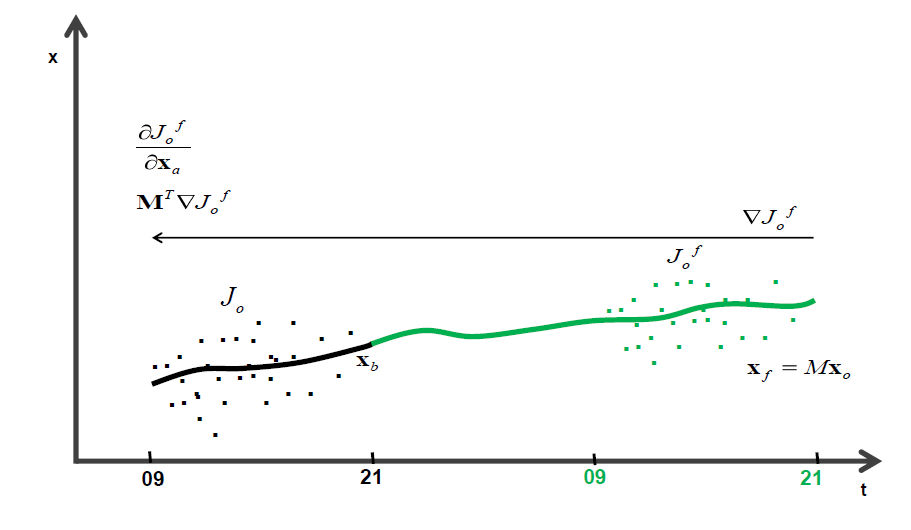 x
∂J_o^f
∂x_a
M^T ∇J_o^f
∇J_o^f
J_o^f
J_o
x_b
x_f = Mx_o
09 21 09 21
t